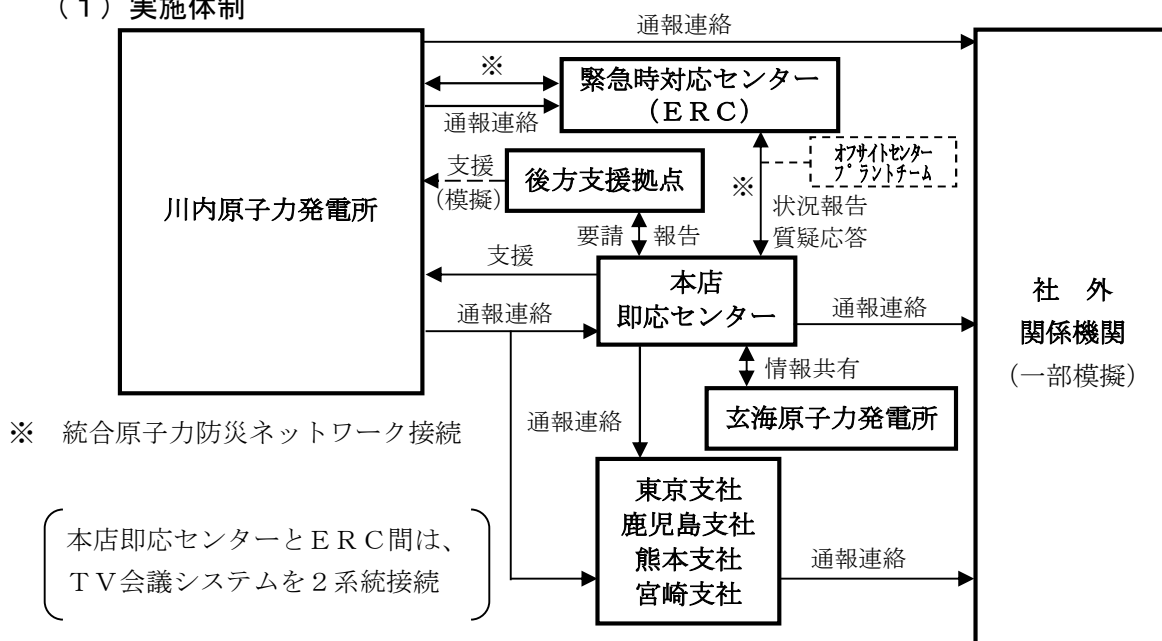 （１）実施体制
通報連絡
※
緊急時対応センター
（ＥＲＣ）
通報連絡
オフサイトセンター
プラントチーム
支援
(模擬)
後方支援拠点
※
状況報告
質疑応答
川内原子力発電所
要請
報告
支援
本店
即応センター
通報連絡
通報連絡
社　外
関係機関
（一部模擬）
情報共有
玄海原子力発電所
※　統合原子力防災ネットワーク接続
通報連絡
東京支社
鹿児島支社
熊本支社
宮崎支社
通報連絡
本店即応センターとＥＲＣ間は、
ＴＶ会議システムを２系統接続